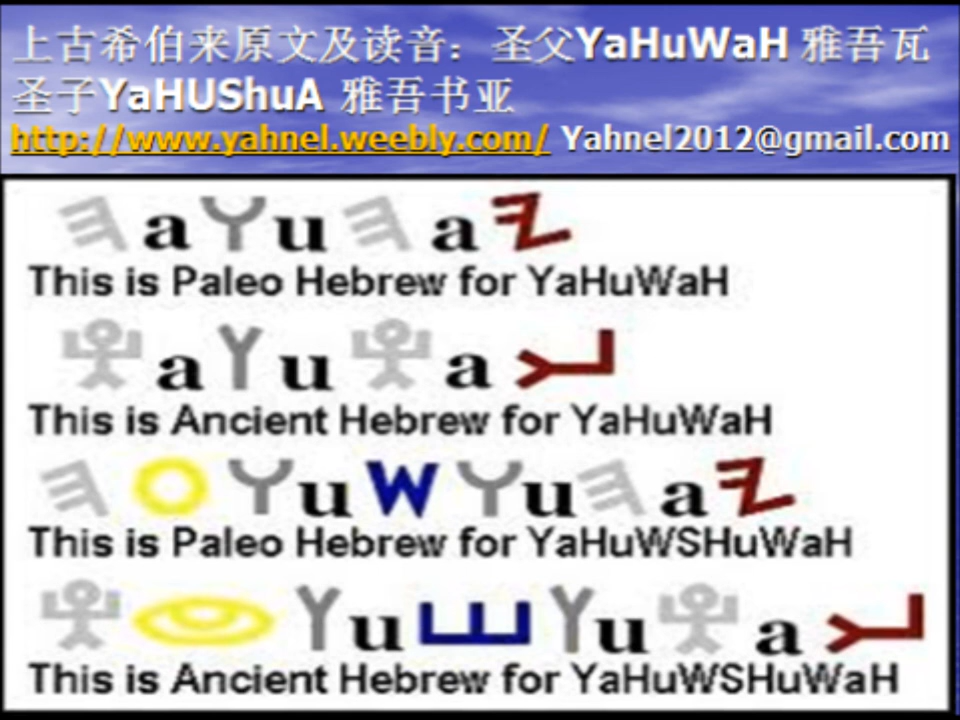 上古希伯来原文及读音：圣父YaHuWaH 雅吾瓦
圣子YaHUShuA 雅吾书亚
http://www.yahnel.weebly.com/ Yahnel2012@gmail.com
𐤄 a Y u 𐤄 a 𐤉
This is Paleo Hebrew for YaHuWaH
a Y u a
This is Ancient Hebrew for YaHuWaH
𐤄 O Y u W Y u 𐤄 a 𐤉
This is Paleo Hebrew for YaHuWSHuWaH
Y u Y u a
This is Ancient Hebrew for YaHuWSHuWaH